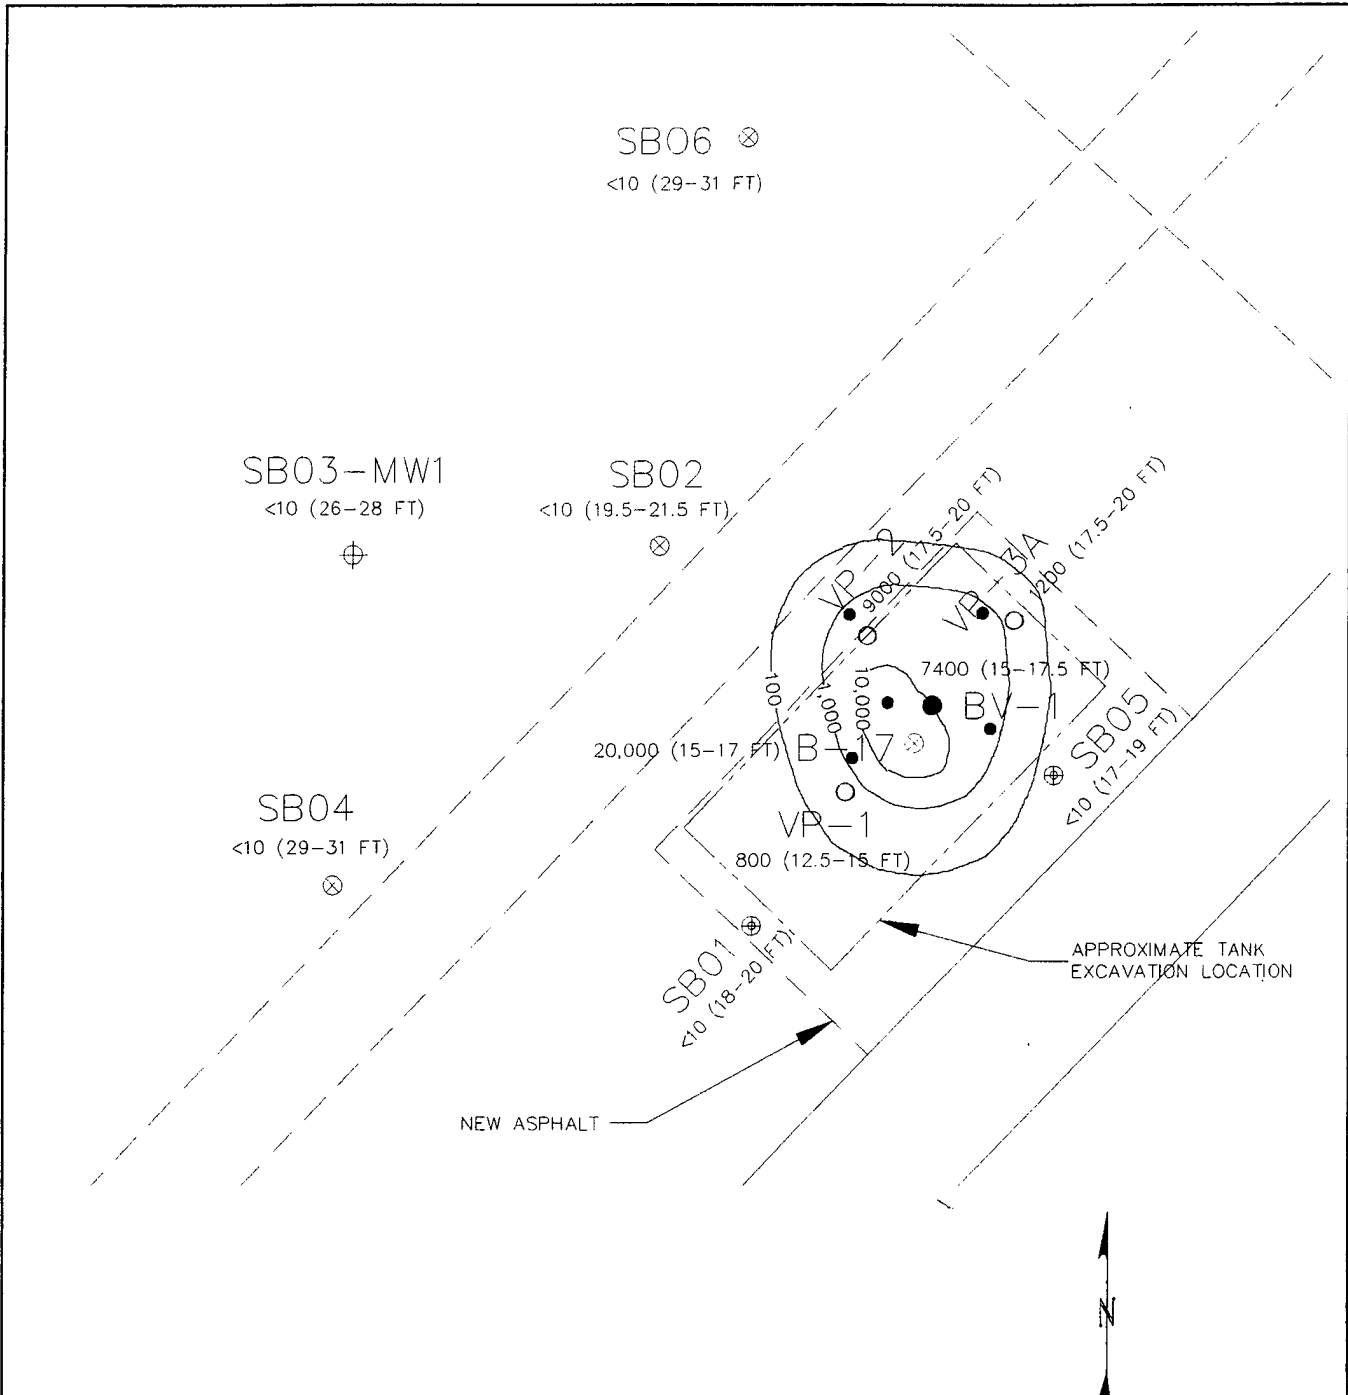 SB06
<10 (29-31 FT)
SB03-MW1
<10 (26-28 FT)
SB02
<10 (19.5-21.5 FT)
VP-2
9000 (17.5-20 FT)
VP-3A
1200 (17.5-20 FT)
7400 (15-17.5 FT)
BV-1
100
1,000
10,000
20,000 (15-17 FT)
B-17
SB05
<10 (17-19 FT)
SB04
<10 (29-31 FT)
VP-1
800 (12.5-15 FT)
SB01
<10 (18-20 FT)
APPROXIMATE TANK
EXCAVATION LOCATION
NEW ASPHALT
N